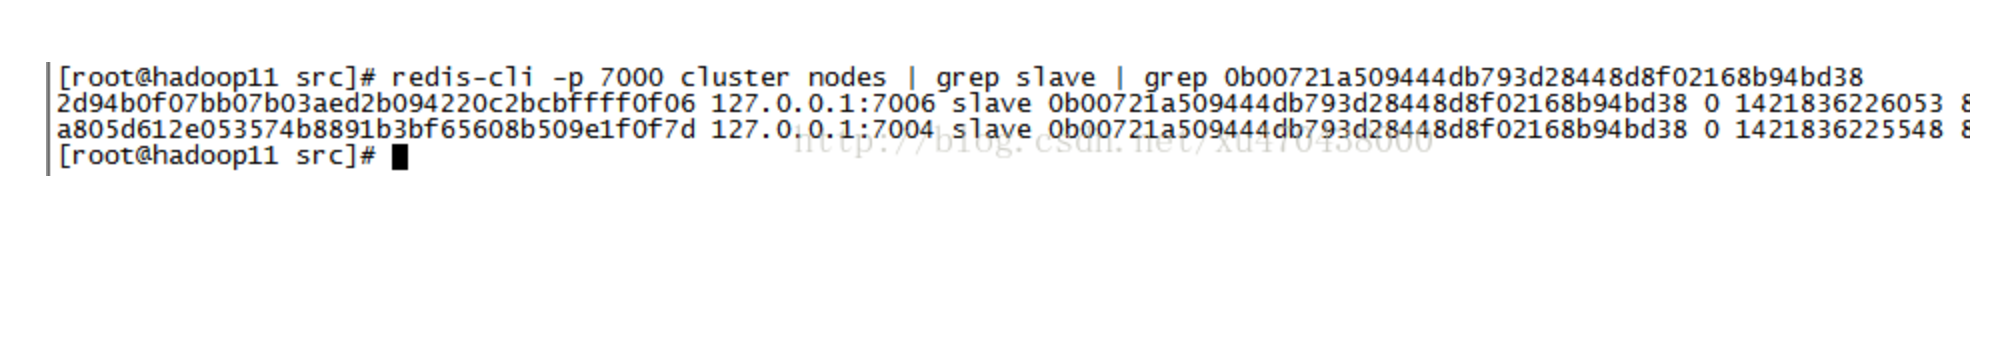 [root@hadoop11 src]# redis-cli -p 7000 cluster nodes | grep slave | grep 0b00721a509444db793d28448d8f02168b94bd38
2d94b0f07bb07b03aed2b094220c2bcbffff0f06 127.0.0.1:7006 slave 0b00721a509444db793d28448d8f02168b94bd38 0 1421836226053 8
a805d612e053574b8891b3bf65608b509e1f0f7d 127.0.0.1:7004 slave 0b00721a509444db793d28448d8f02168b94bd38 0 1421836225548 8
http://blog.csdn.net/xu470438000
[root@hadoop11 src]#